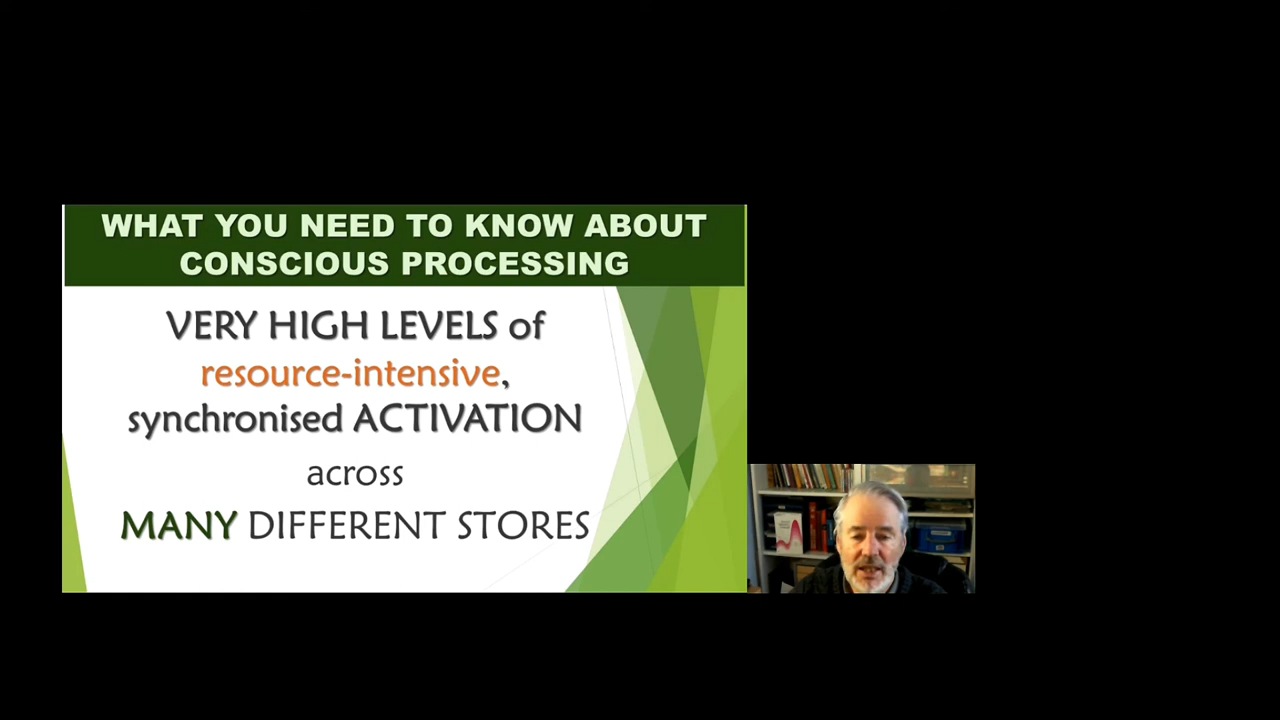 WHAT YOU NEED TO KNOW ABOUT
CONSCIOUS PROCESSING
VERY HIGH LEVELS of
resource-intensive,
synchronised ACTIVATION
across
MANY DIFFERENT STORES